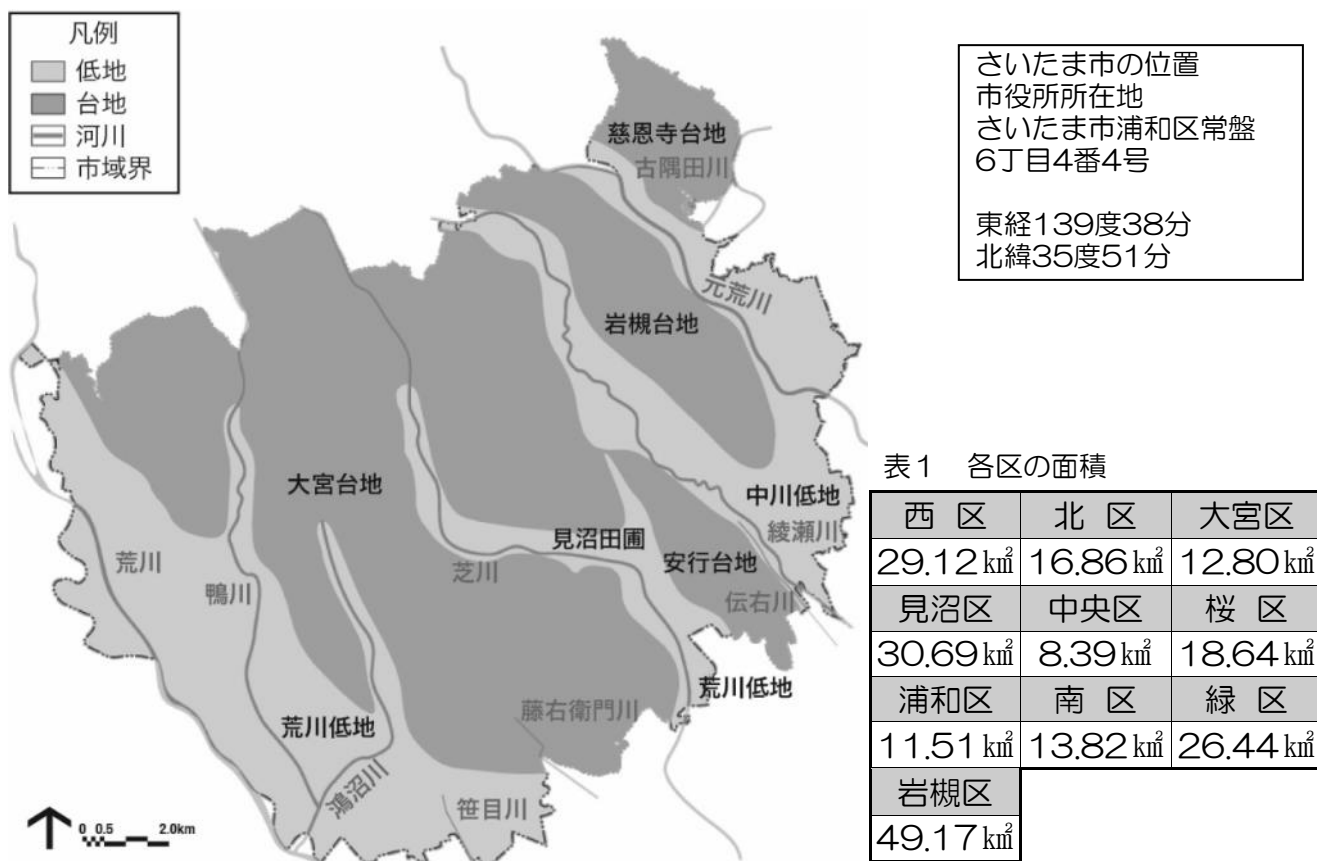 凡例
低地
台地
河川
市域界
さいたま市の位置
市役所所在地
さいたま市浦和区常盤
6丁目4番4号
東経139度38分
北緯35度51分
慈恩寺台地
古隅田川
元荒川
岩槻台地
大宮台地
中川低地
綾瀬川
見沼田圃
安行台地
荒川
鴨川
芝川
伝右川
荒川低地
荒川低地
藤右衛門川
鴻沼川
笹目川
0 0.5 2.0km
表1 各区の面積
西 区 北 区 大宮区
29.12㎢ 16.86㎢ 12.80㎢
見沼区 中央区 桜 区
30.69㎢ 8.39㎢ 18.64㎢
浦和区 南 区 緑 区
11.51㎢ 13.82㎢ 26.44㎢
岩槻区
49.17㎢